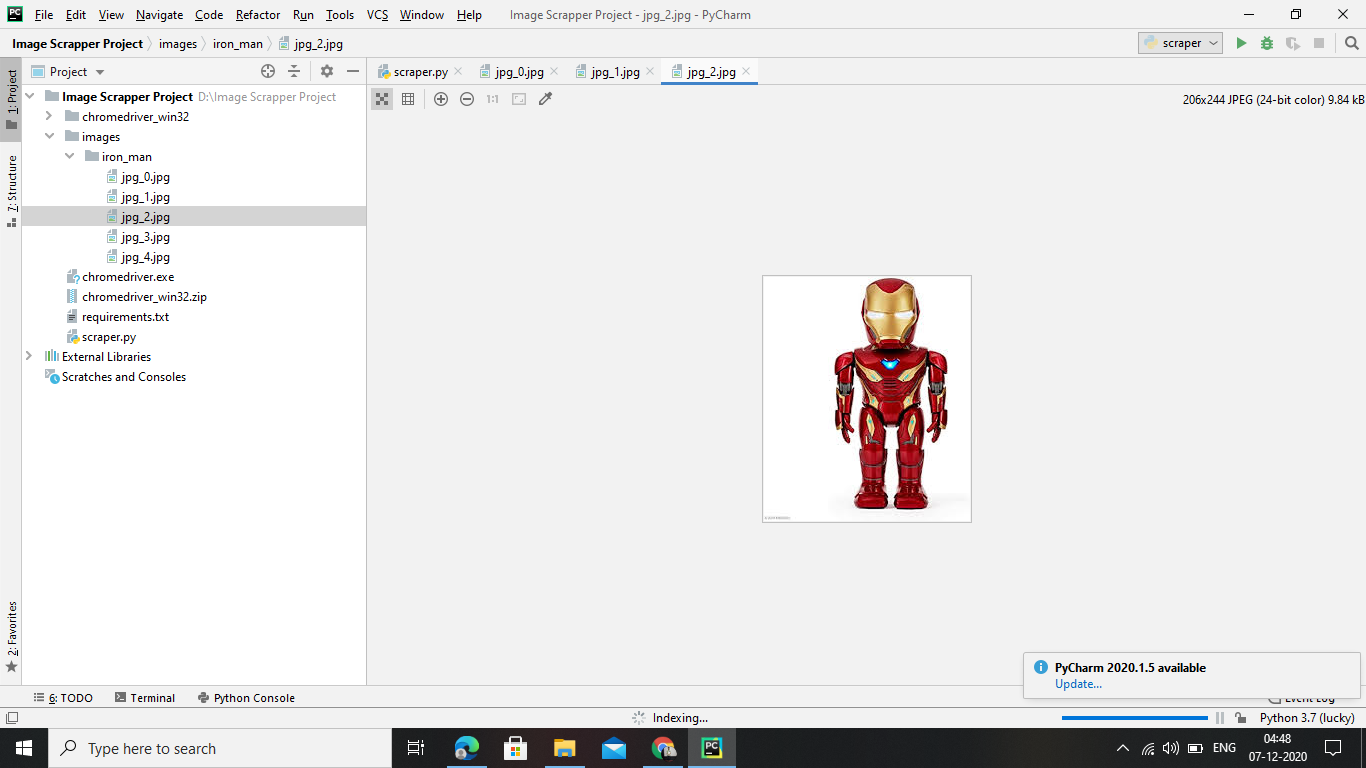 File Edit View Navigate Code Refactor Run Tools VCS Window Help Image Scrapper Project - jpg_2.jpg - PyCharm
Image Scrapper Project images iron_man jpg_2.jpg scraper
Project scraper.py jpg_0.jpg jpg_1.jpg jpg_2.jpg
1: Project
7: Structure
2: Favorites
1:1 206x244 JPEG (24-bit color) 9.84 kB
Image Scrapper Project D:\Image Scrapper Project
chromedriver_win32
images
iron_man
jpg_0.jpg
jpg_1.jpg
jpg_2.jpg
jpg_3.jpg
jpg_4.jpg
chromedriver.exe
chromedriver_win32.zip
requirements.txt
scraper.py
External Libraries
Scratches and Consoles
PyCharm 2020.1.5 available
Update...
6: TODO Terminal Python Console Event Log
Indexing... Python 3.7 (lucky)
Type here to search PC ENG 04:48
07-12-2020